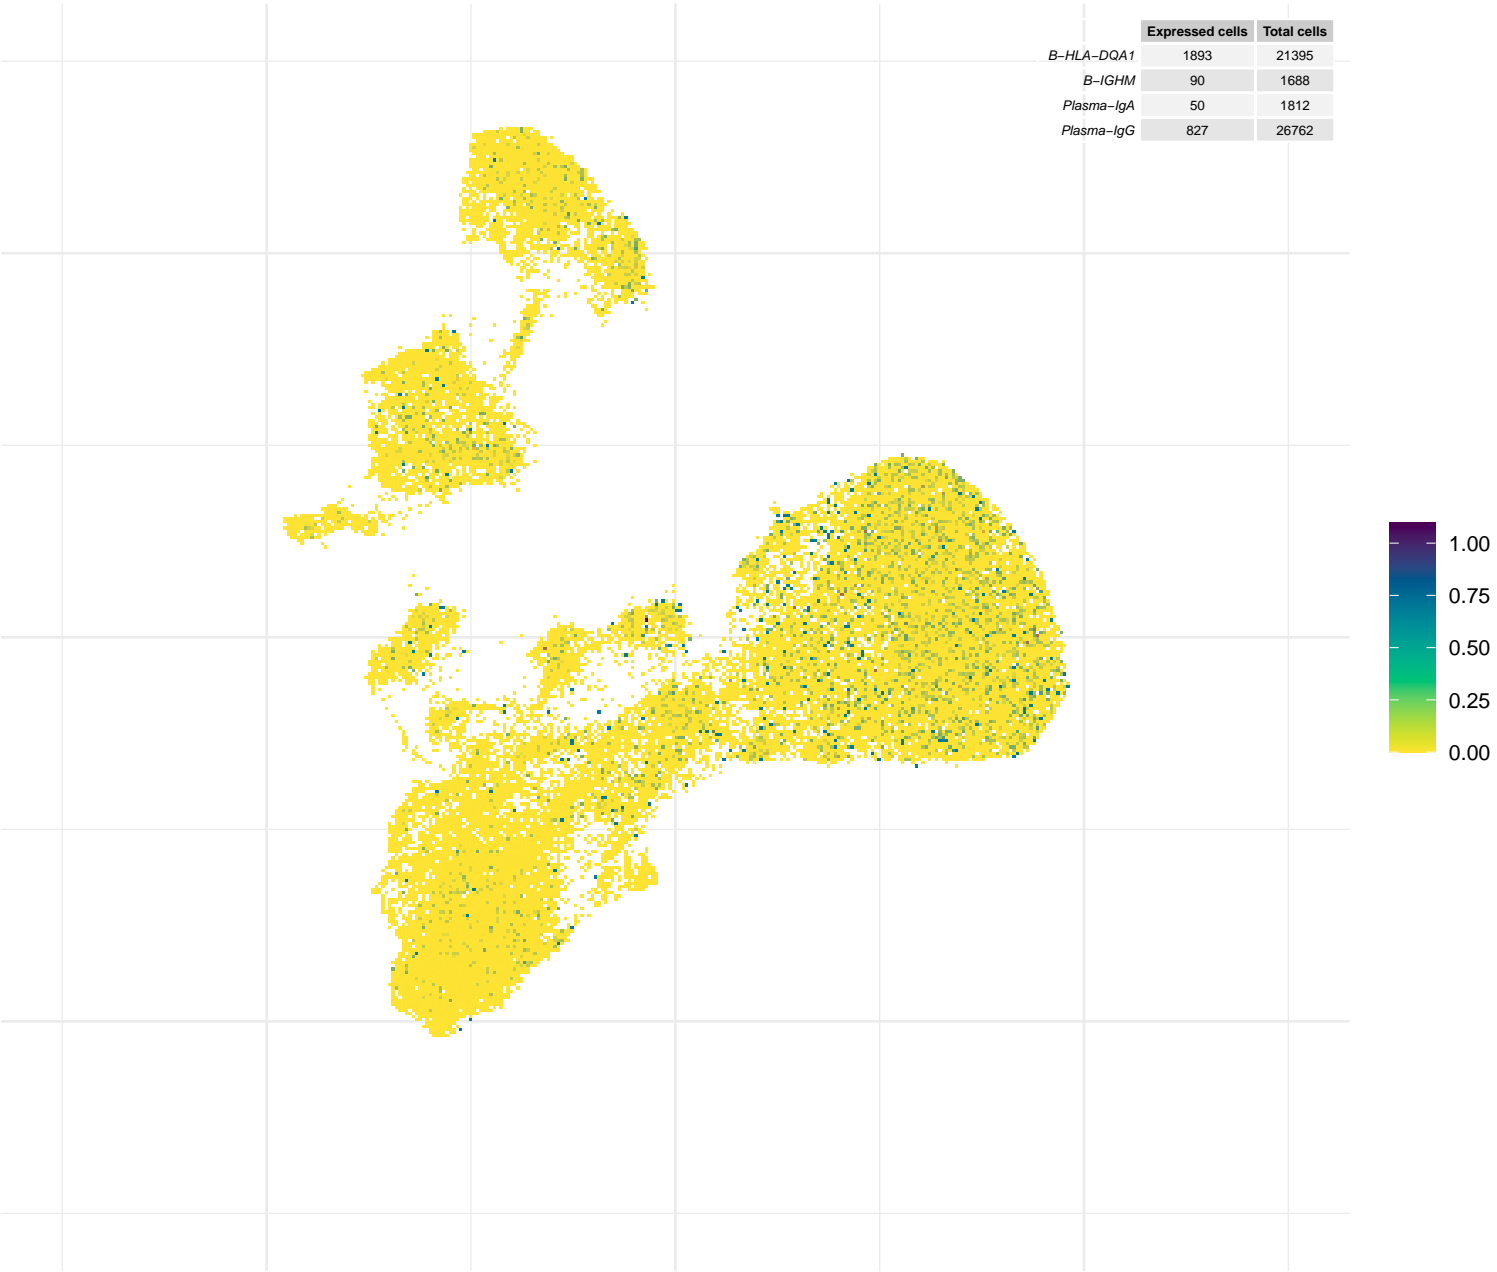 Expressed cells Total cells
B−HLA−DQA1 1893 21395
B−IGHM 90 1688
Plasma−IgA 50 1812
Plasma−IgG 827 26762
1.00
0.75
0.50
0.25
0.00